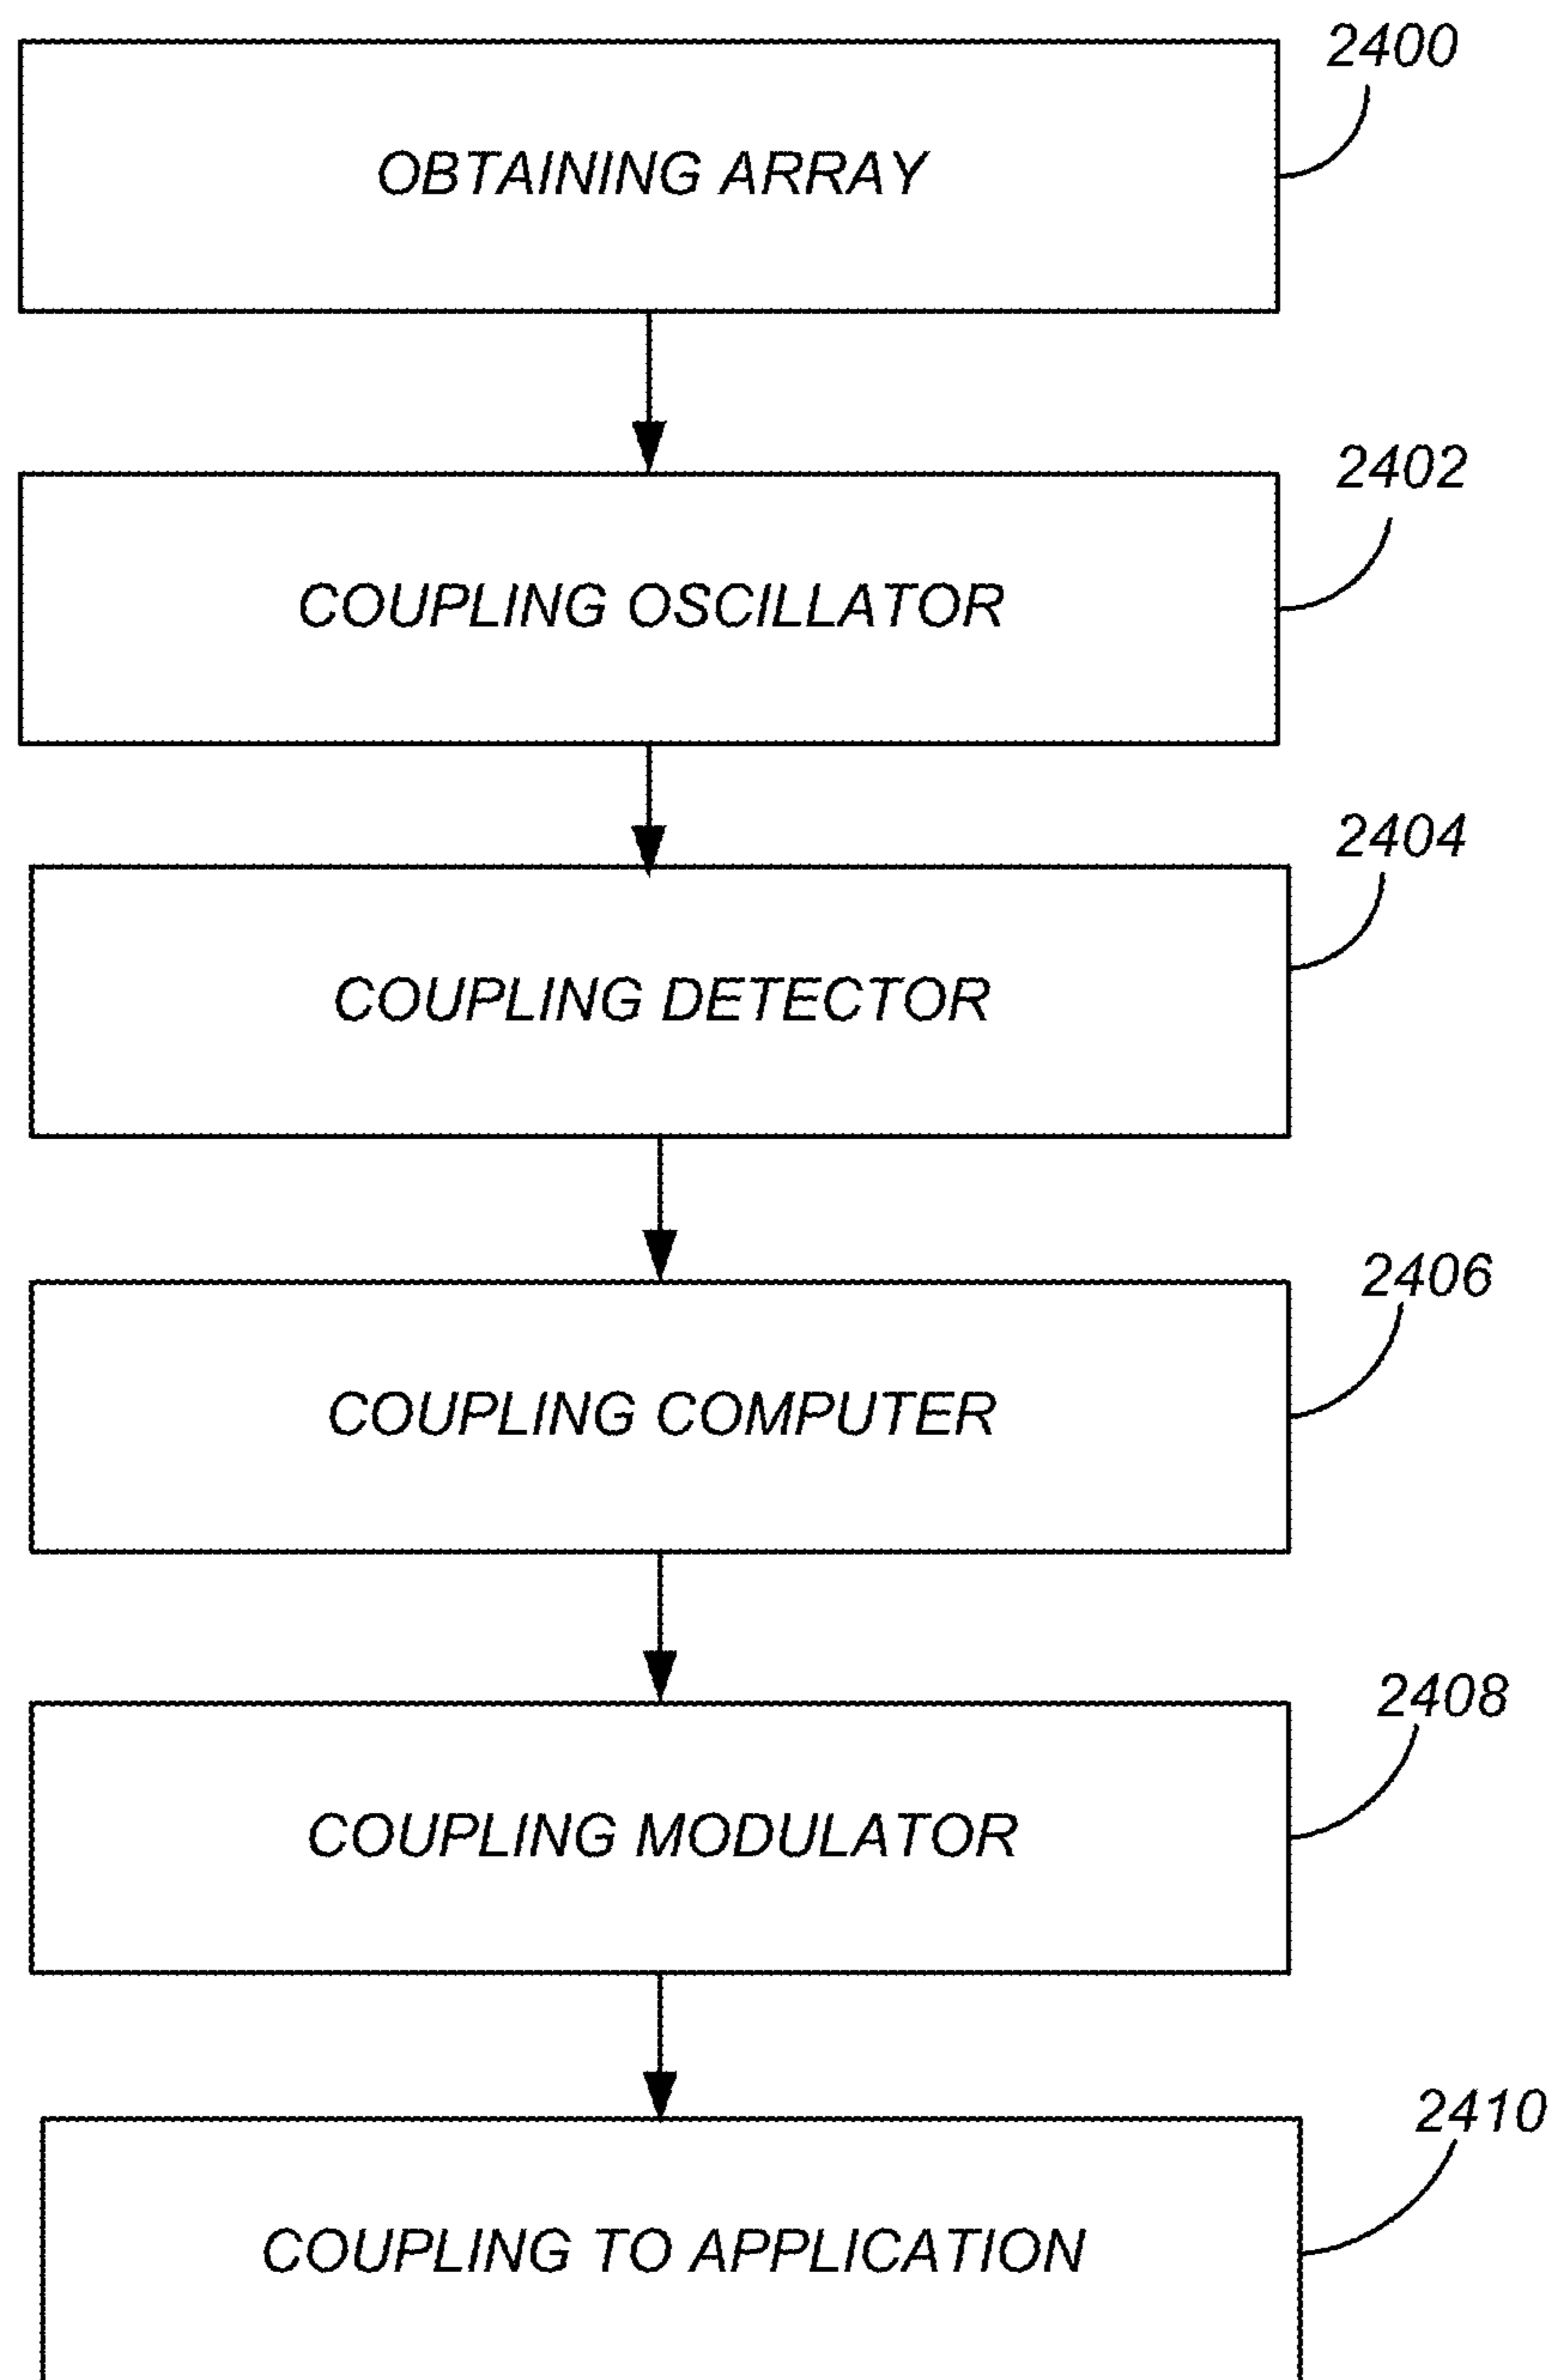 2400
OBTAINING ARRAY
2402
COUPLING OSCILLATOR
2404
COUPLING DETECTOR
2406
COUPLING COMPUTER
2408
COUPLING MODULATOR
2410
COUPLING TO APPLICATION